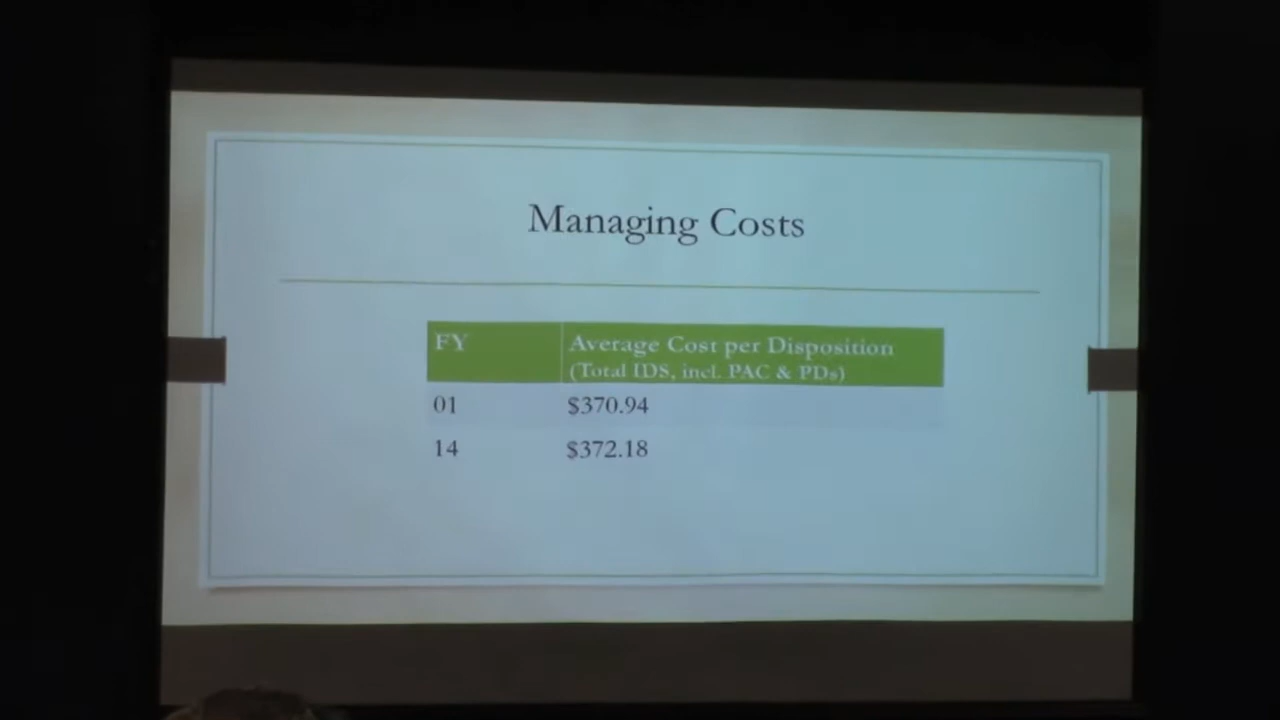 Managing Costs
FY
Average Cost per Disposition
(Total IDS, incl. PAC & PDs)
01
$370.94
14
$372.18